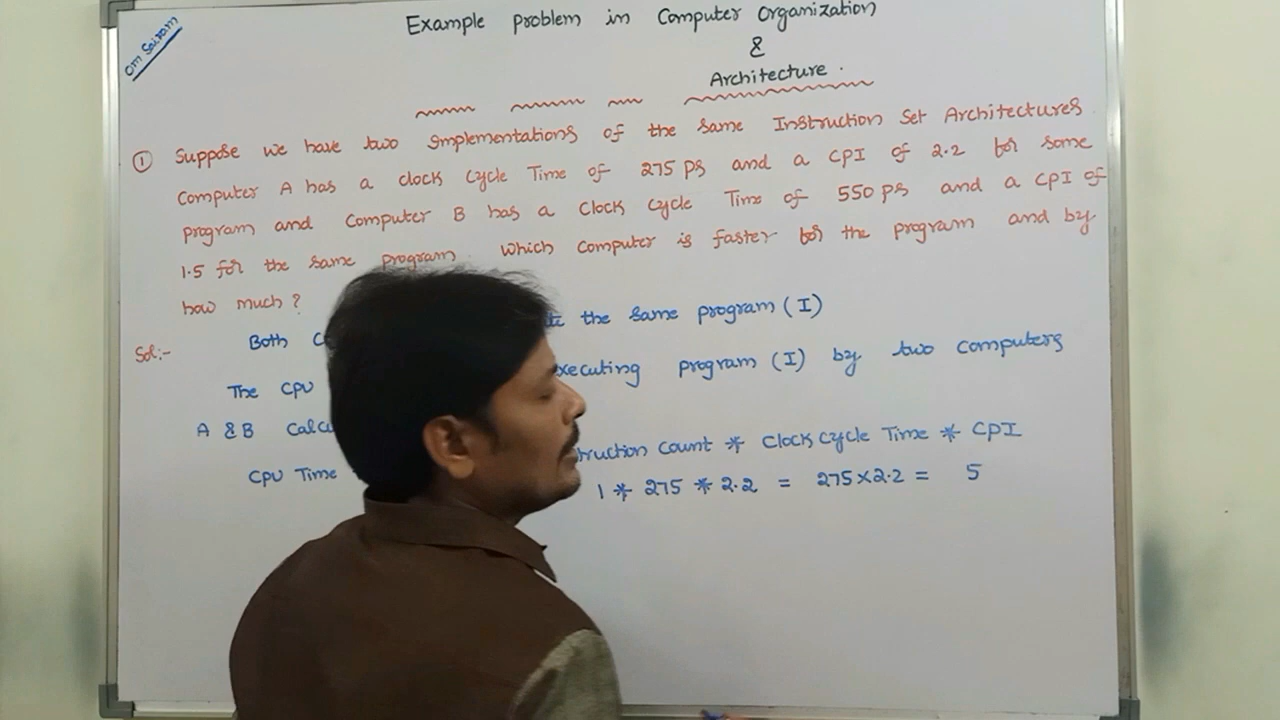 Om Sairam
Example problem in Computer Organization
&
Architecture.
① Suppose we have two Implementations of the same Instruction Set Architectures
Computer A has a clock cycle Time of 275 ps and a CPI of 2.2 for some
program and Computer B has a Clock Cycle Time of 550 ps and a CPI of
1.5 for the same program. Which Computer is faster for the program and by
how much?
Sol:- Both the same program (I)
The CPU executing program (I) by two Computers
A & B
CPU Time Count * Clock Cycle Time * CPI
1 * 275 * 2.2 = 275 x 2.2 = 5